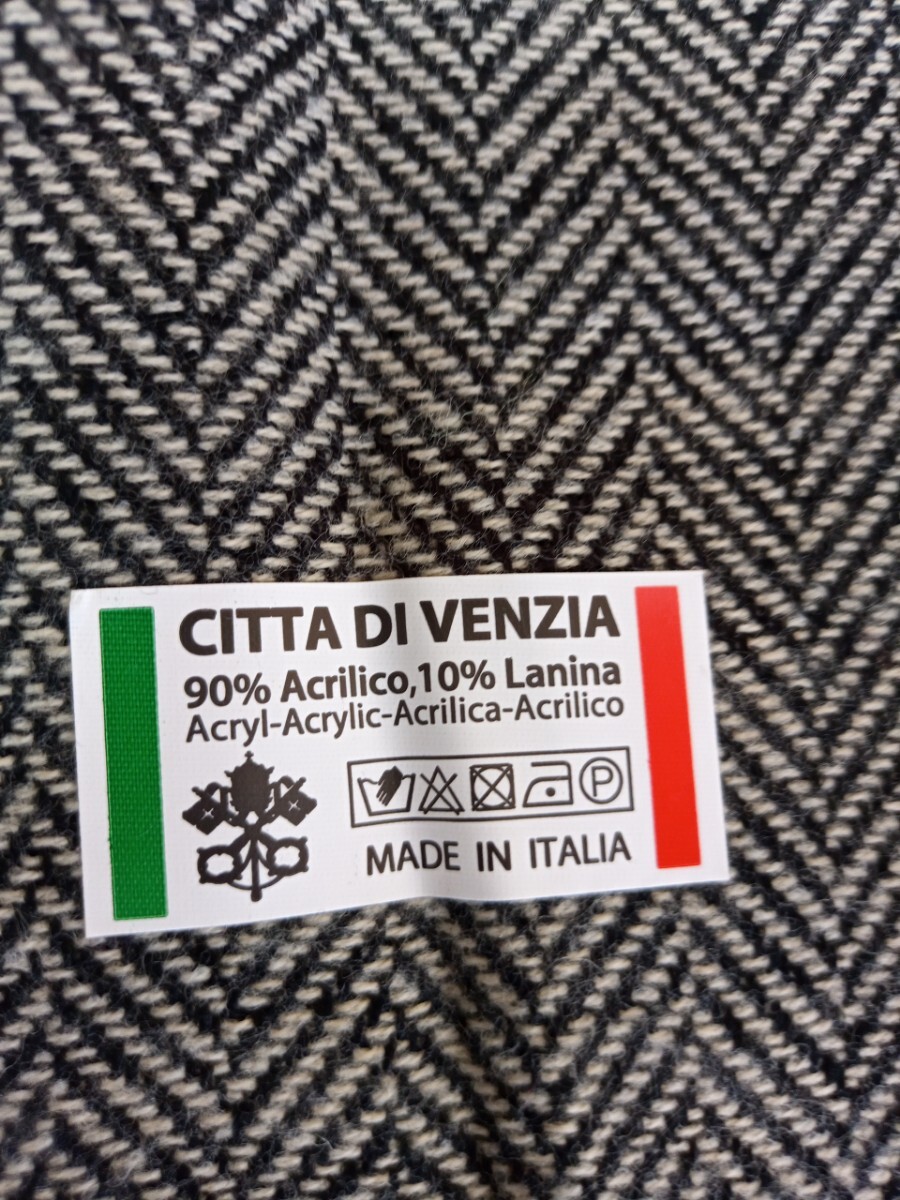 CITTA DI VENZIA
90% Acrilico,10% Lanina
Acryl-Acrylic-Acrilica-Acrilico
P
MADE IN ITALIA